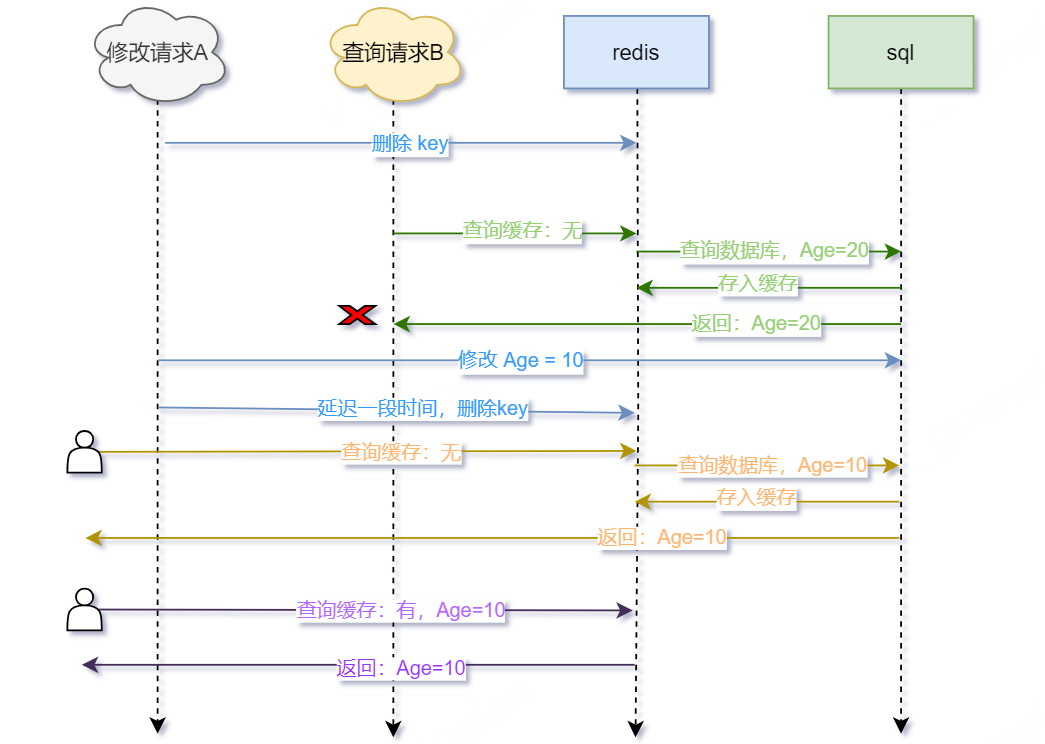 修改请求A
查询请求B
redis
sql
删除 key
查询缓存：无
查询数据库，Age=20
存入缓存
返回：Age=20
修改 Age = 10
延迟一段时间，删除key
查询缓存：无
查询数据库，Age=10
存入缓存
返回：Age=10
查询缓存：有，Age=10
返回：Age=10